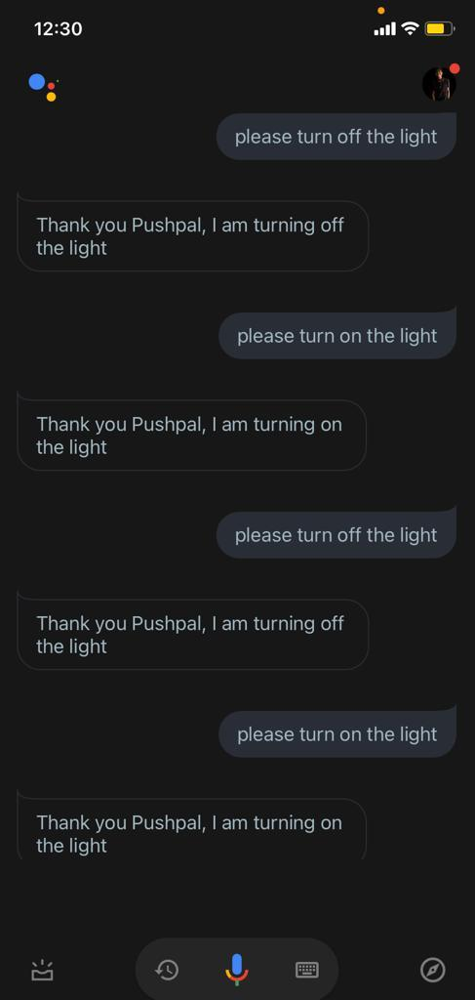 12:30
please turn off the light
Thank you Pushpal, I am turning off
the light
please turn on the light
Thank you Pushpal, I am turning on
the light
please turn off the light
Thank you Pushpal, I am turning off
the light
please turn on the light
Thank you Pushpal, I am turning on
the light